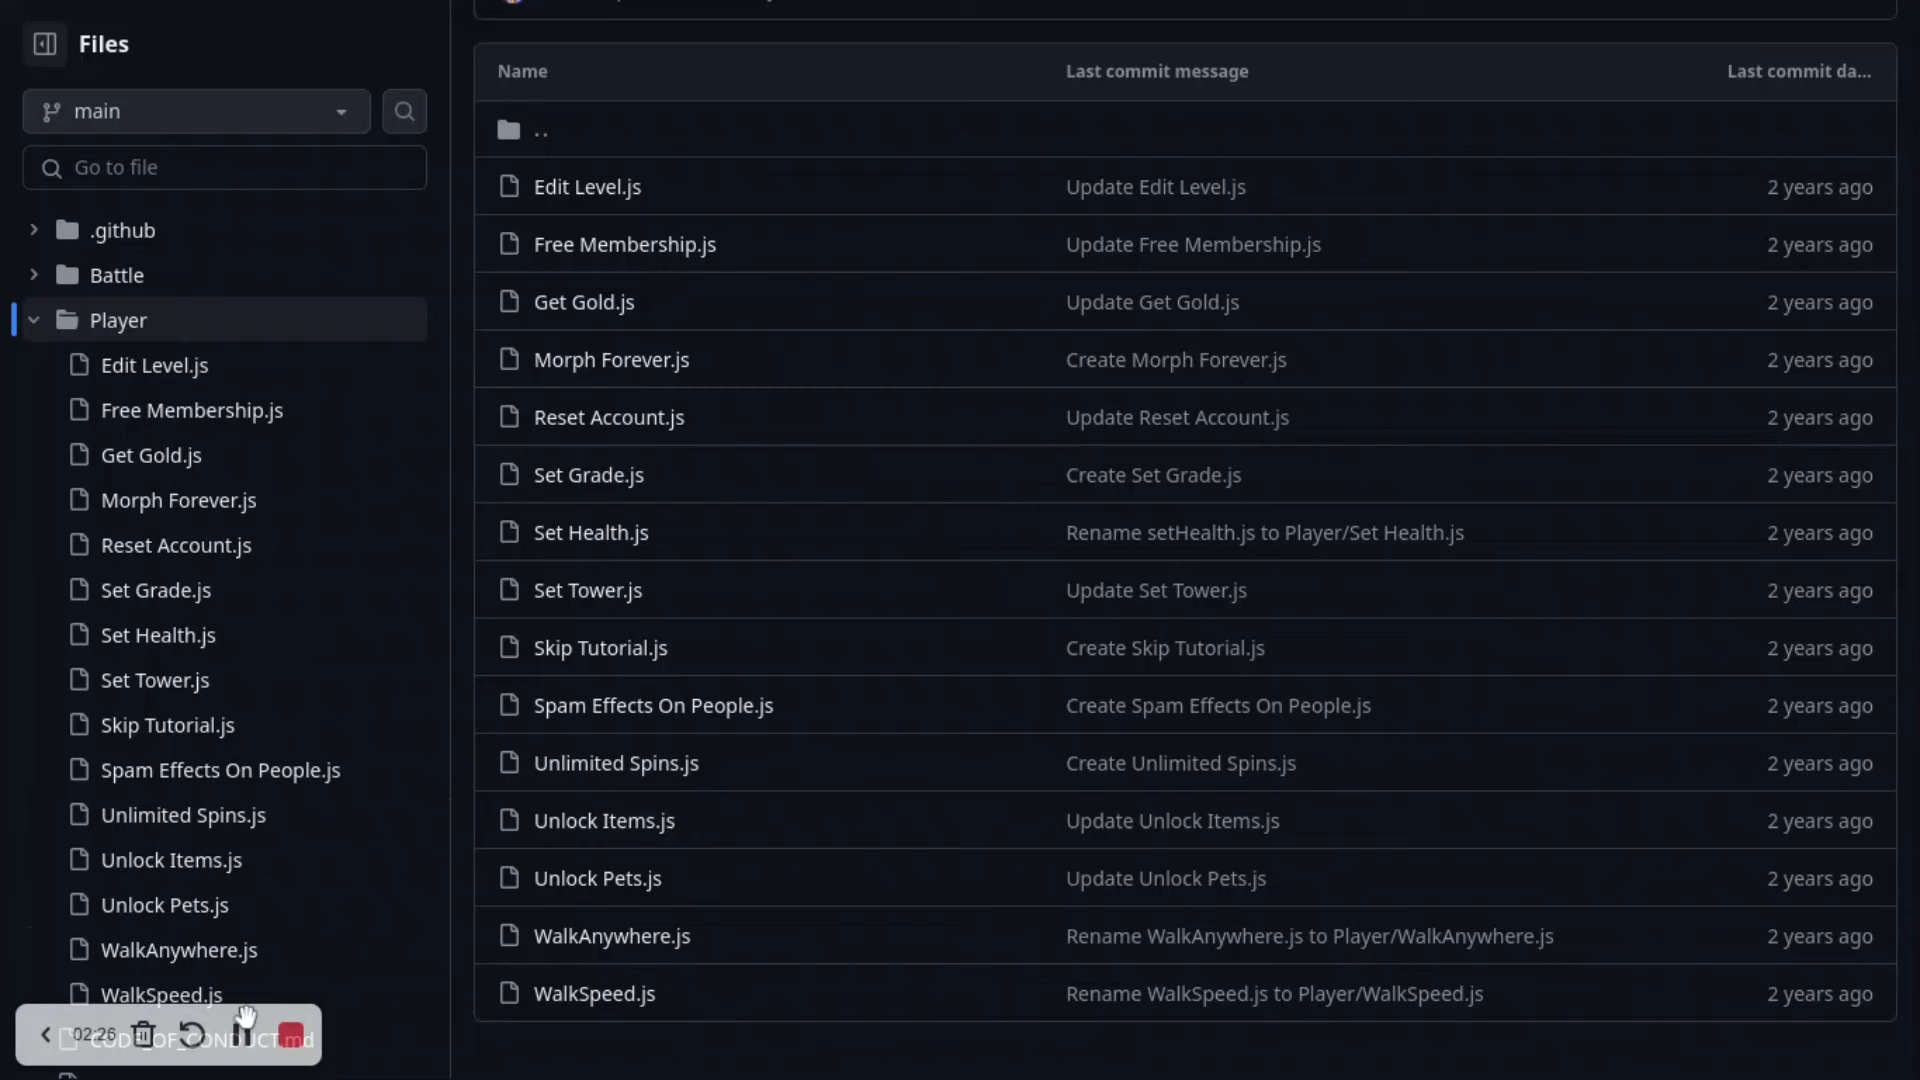 Files
main
Go to file
.github
Battle
Player
Edit Level.js
Free Membership.js
Get Gold.js
Morph Forever.js
Reset Account.js
Set Grade.js
Set Health.js
Set Tower.js
Skip Tutorial.js
Spam Effects On People.js
Unlimited Spins.js
Unlock Items.js
Unlock Pets.js
WalkAnywhere.js
WalkSpeed.js
CODE_OF_CONDUCT.md
02:26
Name Last commit message Last commit da...
..
Edit Level.js Update Edit Level.js 2 years ago
Free Membership.js Update Free Membership.js 2 years ago
Get Gold.js Update Get Gold.js 2 years ago
Morph Forever.js Create Morph Forever.js 2 years ago
Reset Account.js Update Reset Account.js 2 years ago
Set Grade.js Create Set Grade.js 2 years ago
Set Health.js Rename setHealth.js to Player/Set Health.js 2 years ago
Set Tower.js Update Set Tower.js 2 years ago
Skip Tutorial.js Create Skip Tutorial.js 2 years ago
Spam Effects On People.js Create Spam Effects On People.js 2 years ago
Unlimited Spins.js Create Unlimited Spins.js 2 years ago
Unlock Items.js Update Unlock Items.js 2 years ago
Unlock Pets.js Update Unlock Pets.js 2 years ago
WalkAnywhere.js Rename WalkAnywhere.js to Player/WalkAnywhere.js 2 years ago
WalkSpeed.js Rename WalkSpeed.js to Player/WalkSpeed.js 2 years ago